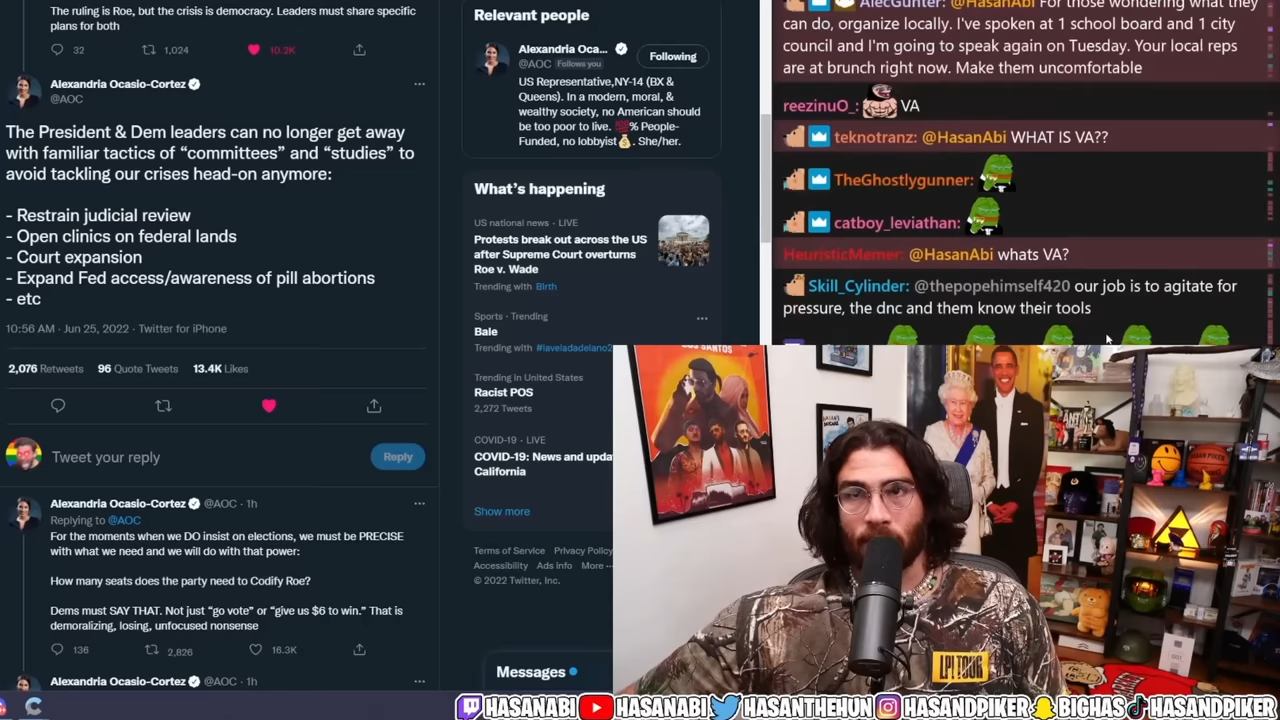 The ruling is Roe, but the crisis is democracy. Leaders must share specific
plans for both
32
1,024
10.2K
Alexandria Ocasio-Cortez
@AOC
The President & Dem leaders can no longer get away
with familiar tactics of “committees” and “studies” to
avoid tackling our crises head-on anymore:
- Restrain judicial review
- Open clinics on federal lands
- Court expansion
- Expand Fed access/awareness of pill abortions
- etc
10:56 AM · Jun 25, 2022 · Twitter for iPhone
2,076 Retweets 96 Quote Tweets 13.4K Likes
Tweet your reply
Reply
Alexandria Ocasio-Cortez @AOC · 1h
Replying to @AOC
For the moments when we DO insist on elections, we must be PRECISE
with what we need and we will do with that power:
How many seats does the party need to Codify Roe?
Dems must SAY THAT. Not just “go vote” or “give us $6 to win.” That is
demoralizing, losing, unfocused nonsense
136
2,826
16.3K
Alexandria Ocasio-Cortez @AOC · 1h
Relevant people
Alexandria Oca...
@AOC Follows you
Following
US Representative,NY-14 (BX &
Queens). In a modern, moral, &
wealthy society, no American should
be too poor to live. 💯% People-
Funded, no lobbyist💰. She/her.
What's happening
US national news · LIVE
Protests break out across the US
after Supreme Court overturns
Roe v. Wade
Trending with Birth
Sports · Trending
Bale
Trending with #laveladadelano2
Trending in United States
Racist POS
2,272 Tweets
COVID-19 · LIVE
COVID-19: News and upda
California
Show more
Terms of Service Privacy Policy
Accessibility Ads Info More ···
© 2022 Twitter, Inc.
Messages
AlecGunter: @HasanAbi For those wondering what they
can do, organize locally. I've spoken at 1 school board and 1 city
council and I'm going to speak again on Tuesday. Your local reps
are at brunch right now. Make them uncomfortable
reezinuO_: VA
teknotranz: @HasanAbi WHAT IS VA??
TheGhostlygunner:
catboy_leviathan:
HeuristicMemer: @HasanAbi whats VA?
Skill_Cylinder: @thepopehimself420 our job is to agitate for
pressure, the dnc and them know their tools
LPI TOUR
HASANABI HASANABI HASANTHEHUN HASANDPIKER BIGHAS HASANDPIKER